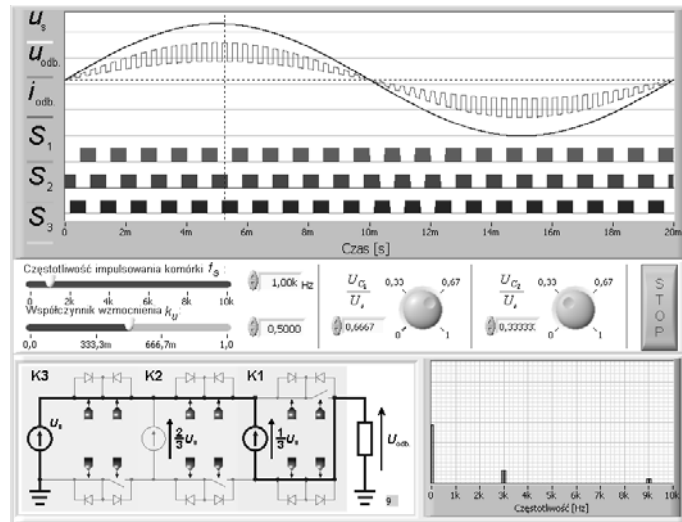 u_s
u_odb.
i_odb.
S_1
S_2
S_3
0 2m 4m 6m 8m 10m 12m 14m 16m 18m 20m
Czas [s]
Częstotliwość impulsowania komórki f_s :
0 2k 4k 6k 8k 10k
1,00k Hz
Współczynnik wzmocnienia k_u:
0,0 333,3m 666,7m 1,0
0,5000
U_C1 / U_s
0,33 0,67
0 1
0,6667
U_C2 / U_s
0,33 0,67
0 1
0,33333
STOP
K3 K2 K1
U_s
2/3 U_s
1/3 U_s
U_odb.
9
0 1k 2k 3k 4k 5k 6k 7k 8k 9k 10k
Częstotliwość [Hz]